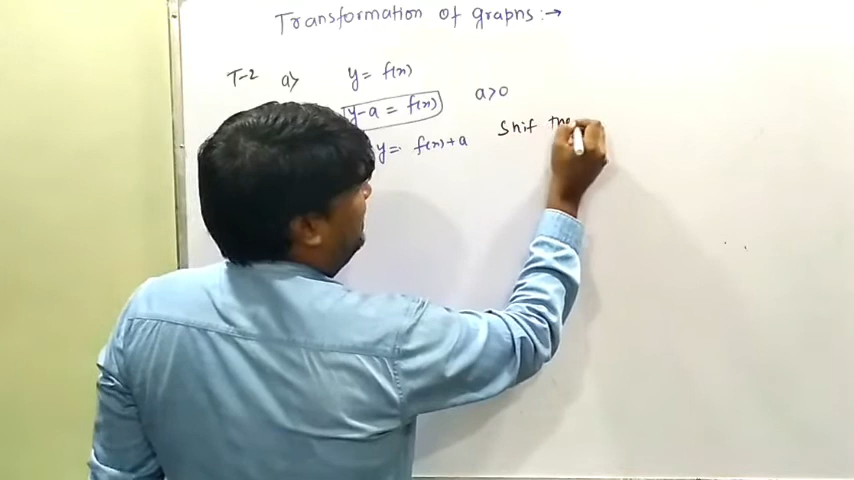 Transformation of graphs :→
T-2 a> y = f(x)
y-a = f(x) a>0
y = f(x)+a Shif the